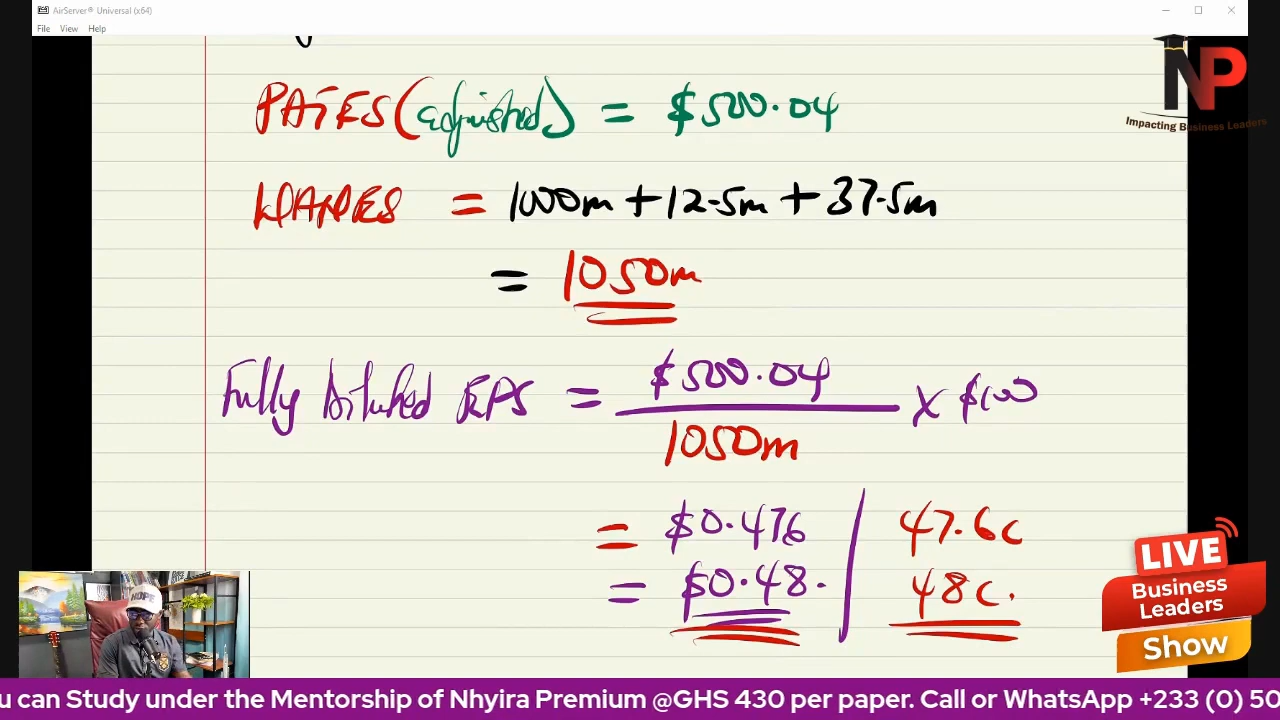 AirServer® Universal (x64)
File View Help
NP
Impacting Business Leaders
PATES (adjusted) = $500.04
= 1000m + 12.5m + 37.5m
= 1050m
Fully Diluted EPS = $500.04 / 1050m x $100
= $0.476 | 47.6c
= $0.48. | 48c.
LIVE
Business
Leaders
Show
u can Study under the Mentorship of Nhyira Premium @GHS 430 per paper. Call or WhatsApp +233 (0) 50